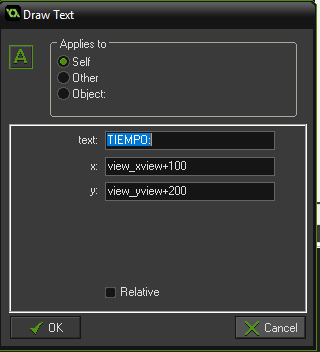 Draw Text
A
Applies to
Self
Other
Object:
text: TIEMPO:
x: view_xview+100
y: view_yview+200
Relative
OK
Cancel